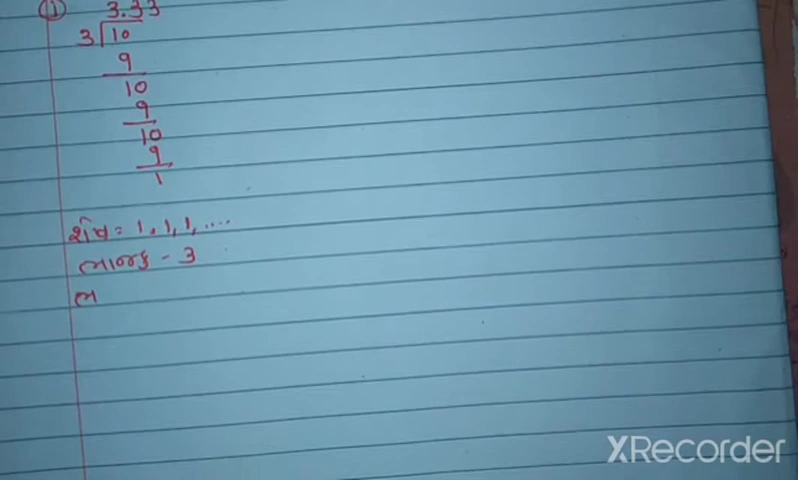 ① 3.33
3 10
9
10
9
10
9
1
શેષ = 1, 1, 1, ....
ભાજક - 3
ભ
XRecorder